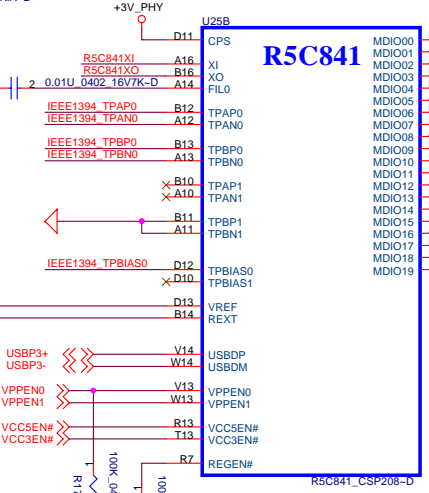 +3V_PHY
U25B
R5C841
D11 CPS MDIO00
MDIO01
R5C841XI A16 XI MDIO02
R5C841XO B16 XO MDIO03
2 0.01U_0402_16V7K~D A14 FIL0 MDIO04
MDIO05
IEEE1394_TPAP0 B12 TPAP0 MDIO06
IEEE1394_TPAN0 A12 TPAN0 MDIO07
MDIO08
IEEE1394_TPBP0 B13 TPBP0 MDIO09
IEEE1394_TPBN0 A13 TPBN0 MDIO10
MDIO11
B10 TPAP1 MDIO12
A10 TPAN1 MDIO13
MDIO14
B11 TPBP1 MDIO15
A11 TPBN1 MDIO16
MDIO17
MDIO18
IEEE1394_TPBIAS0 D12 TPBIAS0 MDIO19
D10 TPBIAS1
D13 VREF
B14 REXT
USBP3+ V14 USBDP
USBP3- W14 USBDM
VPPEN0 V13 VPPEN0
VPPEN1 W13 VPPEN1
VCC5EN# R13 VCC5EN#
VCC3EN# T13 VCC3EN#
R7 REGEN#
1
1
R5C841_CSP208~D